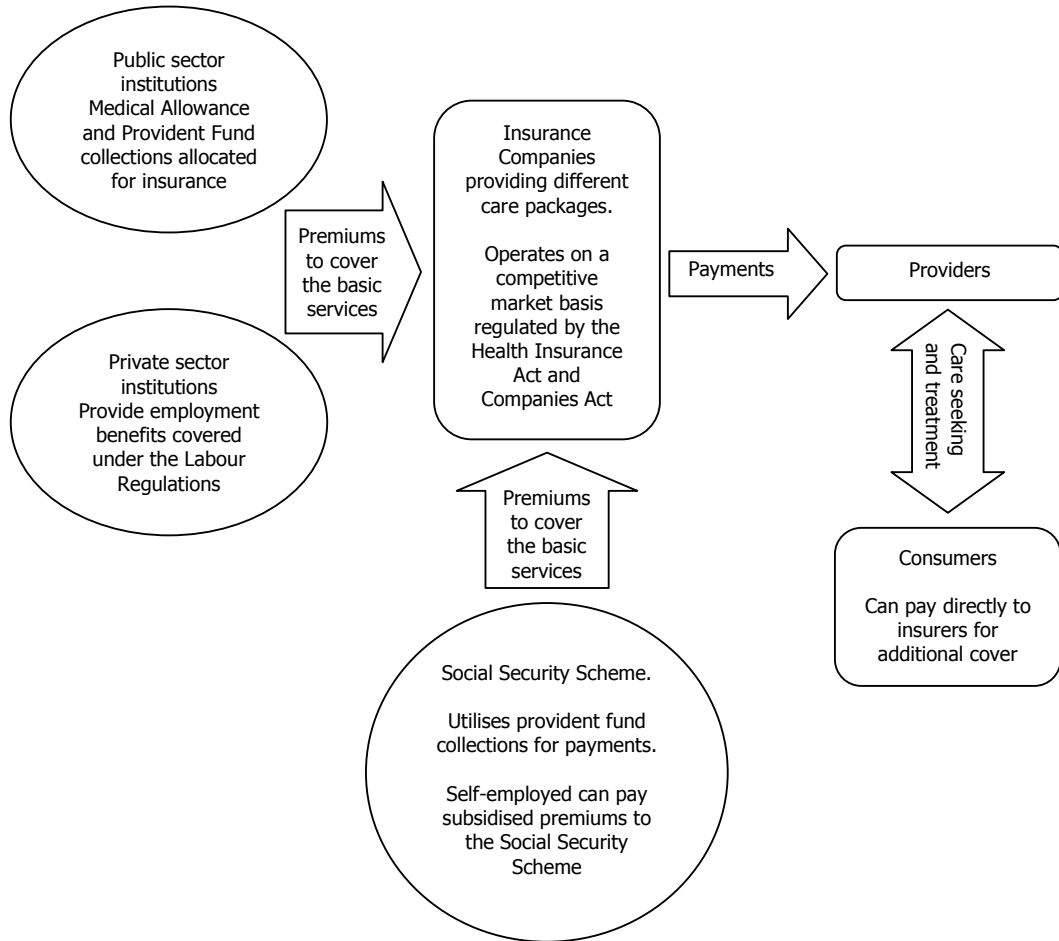 Public sector
institutions
Medical Allowance
and Provident Fund
collections allocated
for insurance
Private sector
institutions
Provide employment
benefits covered
under the Labour
Regulations
Premiums
to cover
the basic
services
Insurance
Companies
providing different
care packages.
Operates on a
competitive
market basis
regulated by the
Health Insurance
Act and
Companies Act
Payments
Providers
Care seeking
and treatment
Consumers
Can pay directly to
insurers for
additional cover
Premiums
to cover
the basic
services
Social Security Scheme.
Utilises provident fund
collections for payments.
Self-employed can pay
subsidised premiums to
the Social Security
Scheme